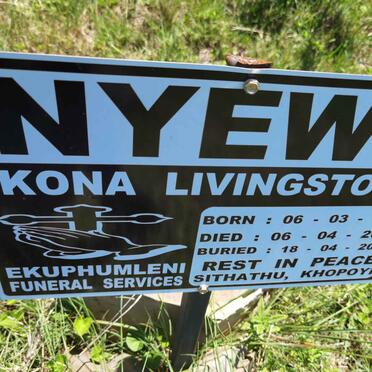 NYEW
KONA LIVINGSTO
BORN : 06 - 03 -
DIED : 06 - 04 - 2
BURIED : 18 - 04 - 20
REST IN PEACE
SITHATHU, KHOPOY
EKUPHUMLENI
FUNERAL SERVICES